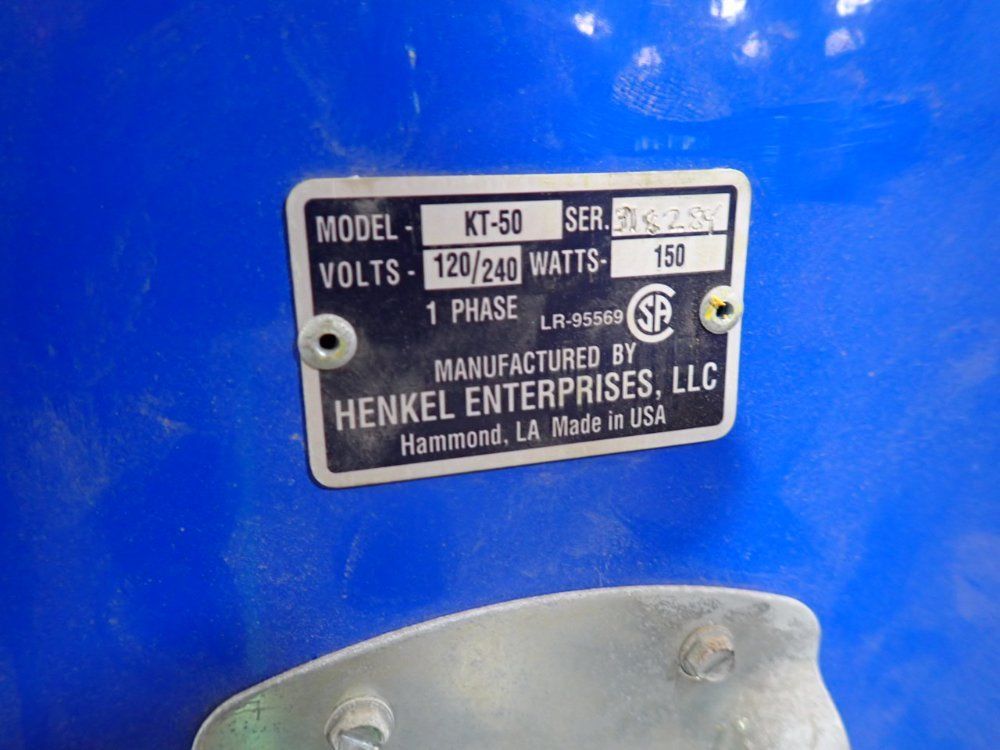 MODEL - KT-50 SER.
VOLTS - 120/240 WATTS- 150
1 PHASE LR-95569 CSA
MANUFACTURED BY
HENKEL ENTERPRISES, LLC
Hammond, LA Made in USA